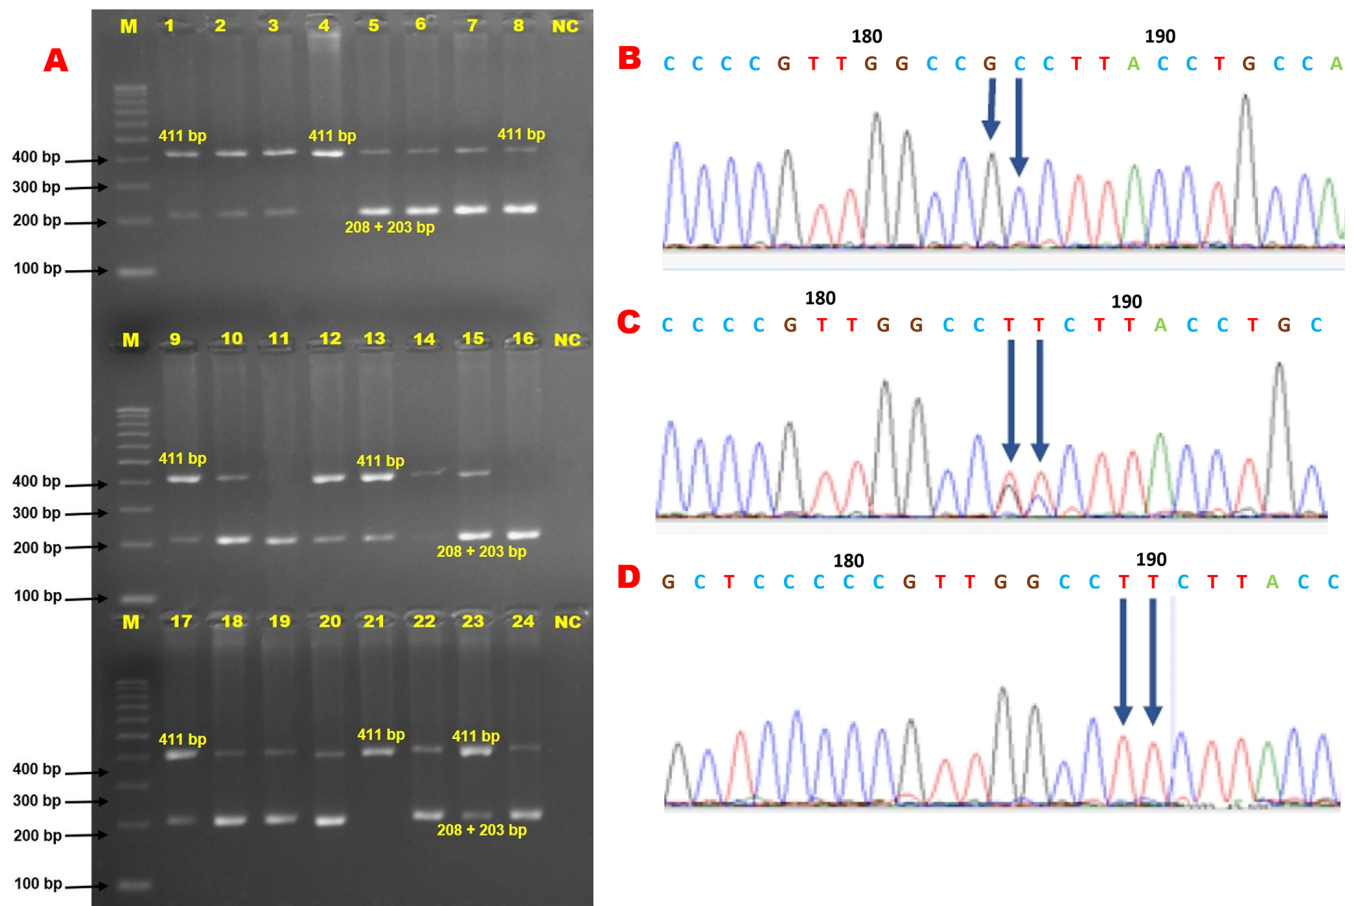 A
M 1 2 3 4 5 6 7 8 NC
411 bp 411 bp 411 bp
400 bp
300 bp
200 bp
208 + 203 bp
100 bp
M 9 10 11 12 13 14 15 16 NC
411 bp 411 bp
400 bp
300 bp
200 bp
208 + 203 bp
100 bp
M 17 18 19 20 21 22 23 24 NC
411 bp 411 bp 411 bp
400 bp
300 bp
200 bp
208 + 203 bp
100 bp
B
180 190
C C C C G T T G G C C G C C T T A C C T G C C A
C
180 190
C C C C G T T G G C C T T C T T A C C T G C
D
180 190
G C T C C C C C G T T G G C C T T C T T A C C